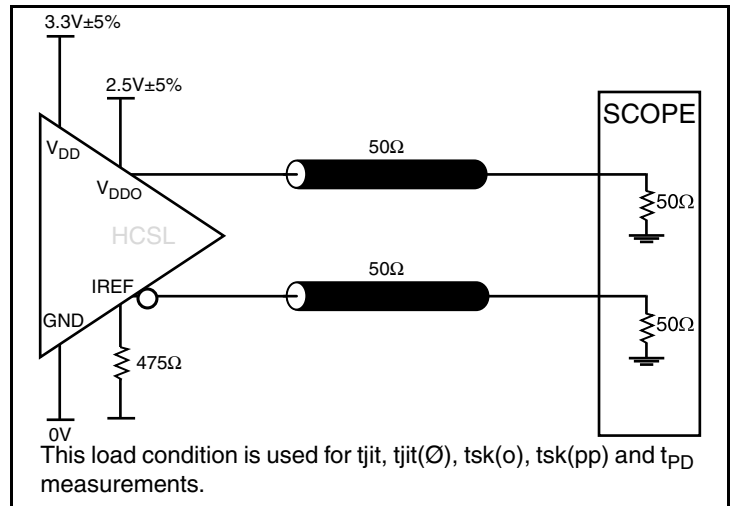 3.3V±5%
2.5V±5%
SCOPE
VDD
50Ω
VDDO
50Ω
HCSL
50Ω
IREF
GND
50Ω
475Ω
0V
This load condition is used for tjit, tjit(Ø), tsk(o), tsk(pp) and tPD
measurements.